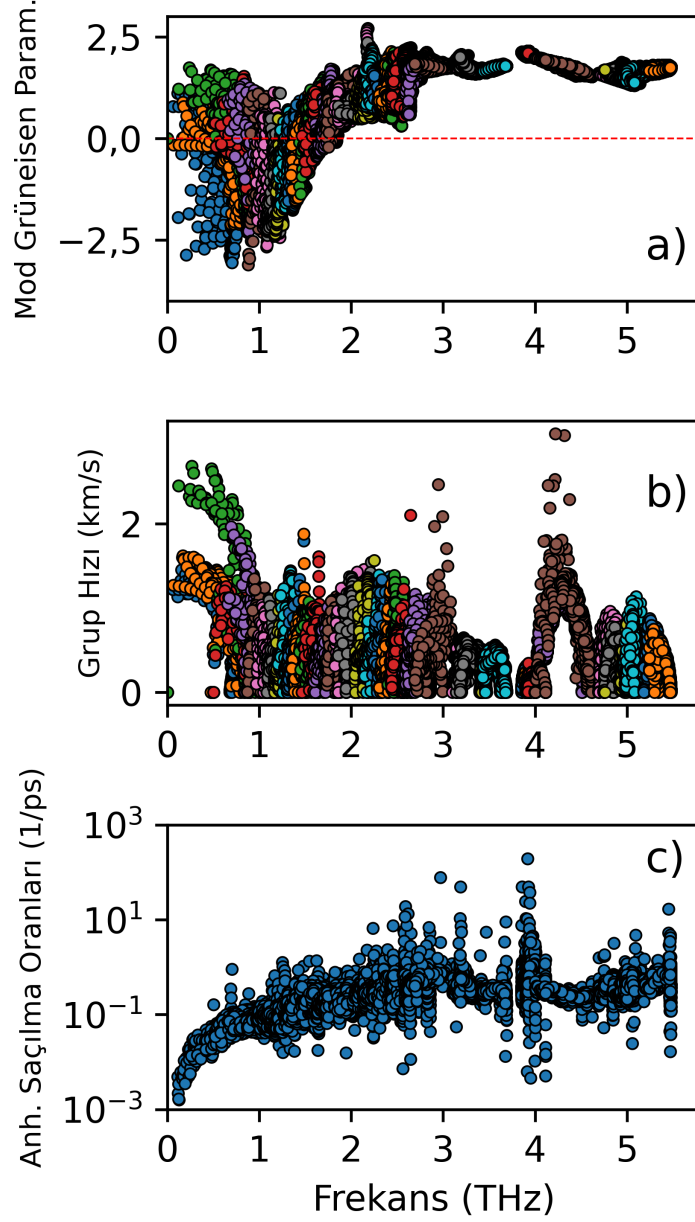 Mod Grüneisen Param.
2,5
0,0
−2,5
a)
0 1 2 3 4 5
Grup Hızı (km/s)
2
0
b)
0 1 2 3 4 5
Anh. Saçılma Oranları (1/ps)
10³
10¹
10⁻¹
10⁻³
c)
0 1 2 3 4 5
Frekans (THz)